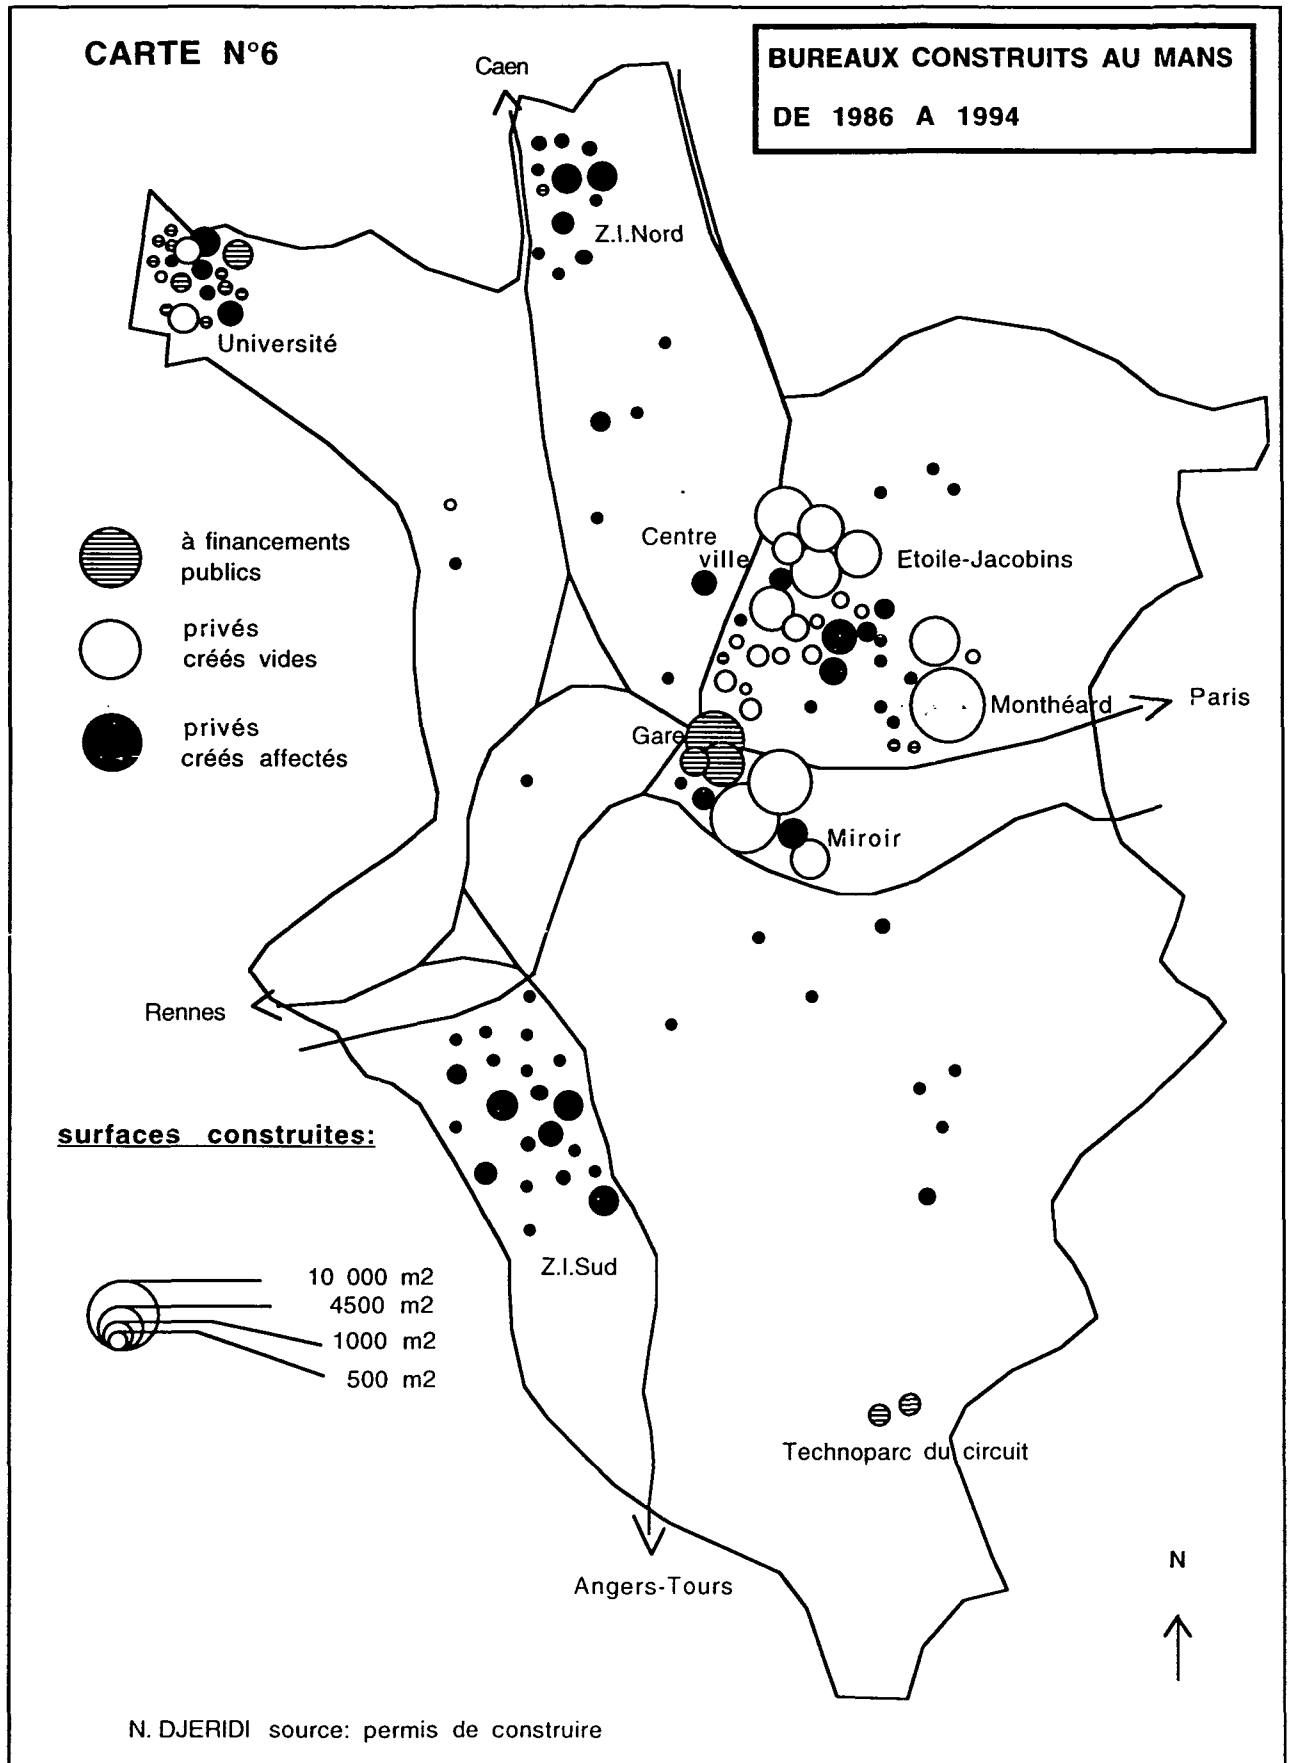 CARTE N°6
BUREAUX CONSTRUITS AU MANS
DE 1986 A 1994
Caen
Z.I.Nord
Université
Centre
ville
Etoile-Jacobins
à financements
publics
privés
créés vides
privés
créés affectés
Monthéard
Paris
Gare
Miroir
Rennes
surfaces construites:
Z.I.Sud
10 000 m2
4500 m2
1000 m2
500 m2
Technoparc du circuit
Angers-Tours
N
N. DJERIDI source: permis de construire